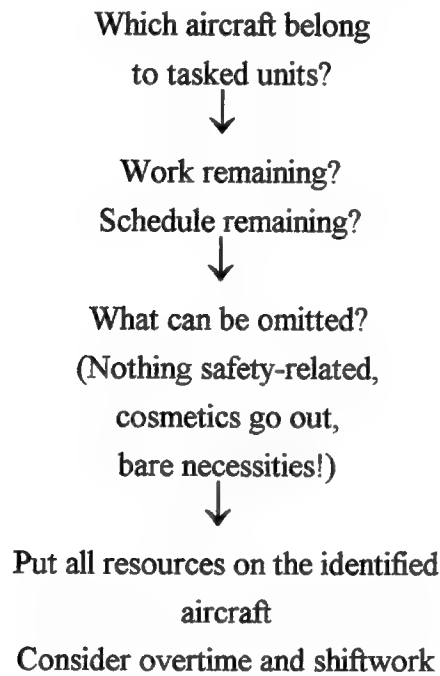 Which aircraft belong
to tasked units?
Work remaining?
Schedule remaining?
What can be omitted?
(Nothing safety-related,
cosmetics go out,
bare necessities!)
Put all resources on the identified
aircraft
Consider overtime and shiftwork